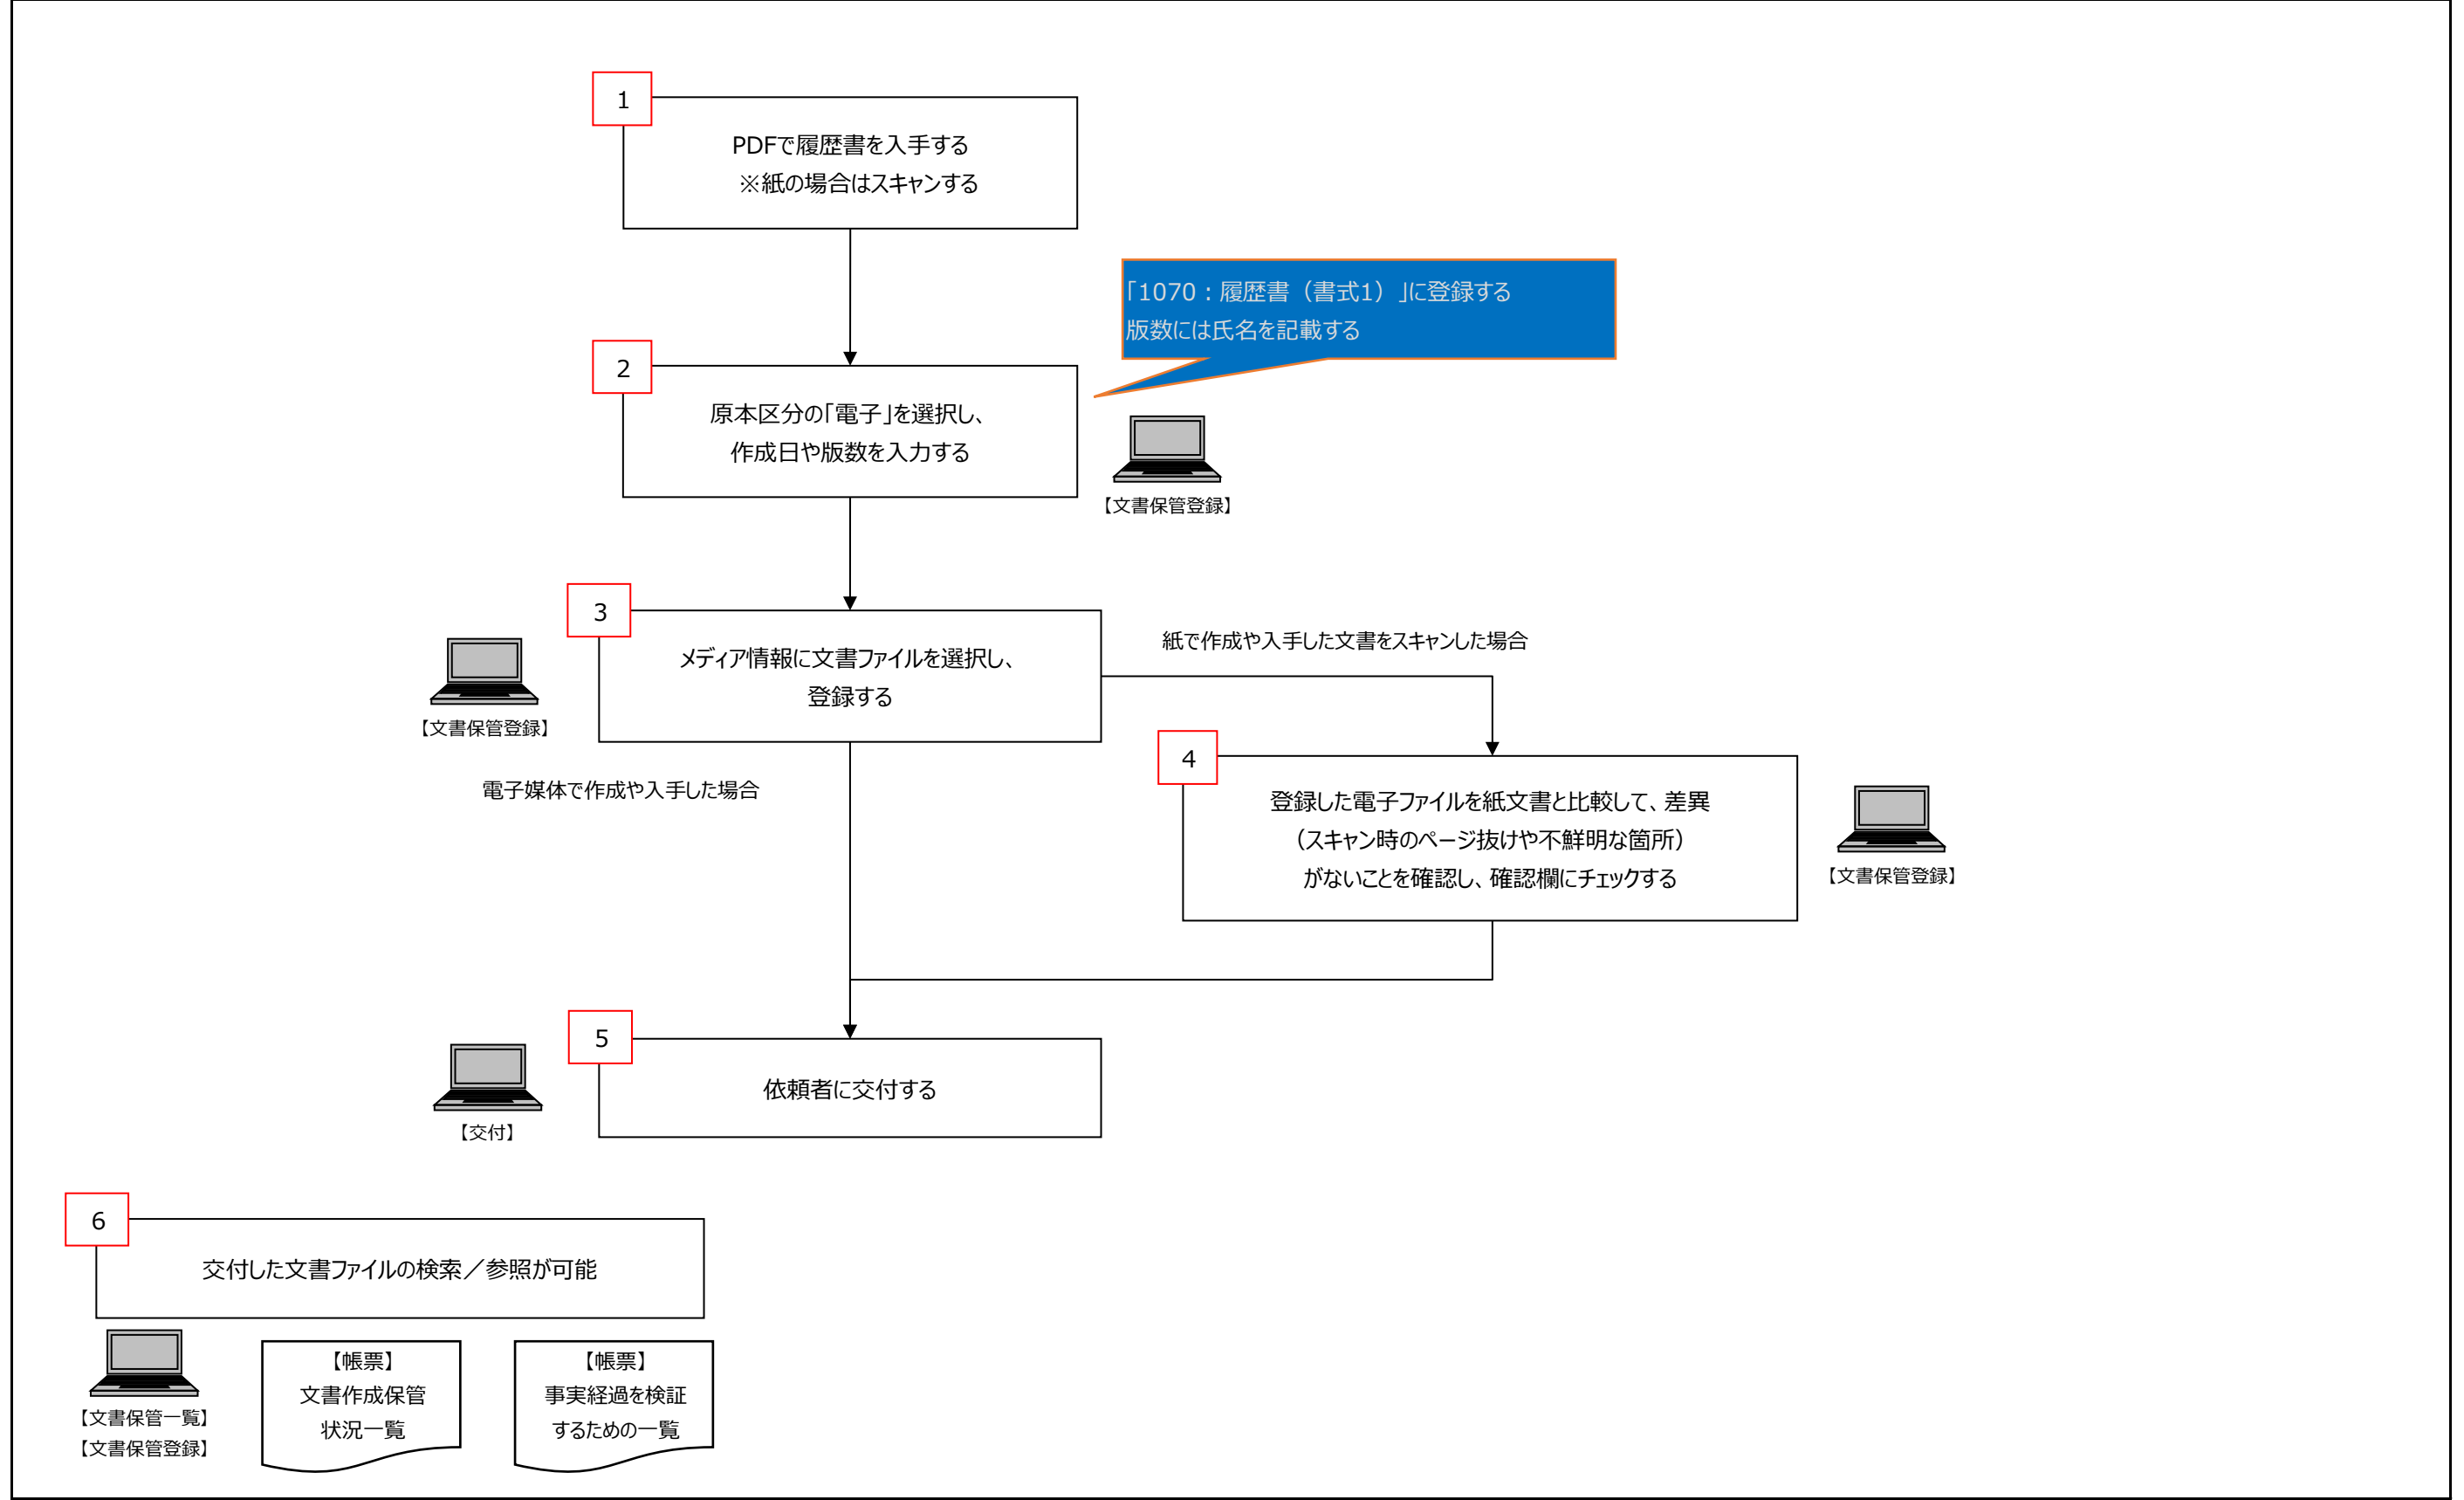 1
PDFで履歴書を入手する
※紙の場合はスキャンする
「1070：履歴書（書式1）」に登録する
版数には氏名を記載する
2
原本区分の「電子」を選択し、
作成日や版数を入力する
【文書保管登録】
3
メディア情報に文書ファイルを選択し、
登録する
【文書保管登録】
紙で作成や入手した文書をスキャンした場合
電子媒体で作成や入手した場合
4
登録した電子ファイルを紙文書と比較して、差異
（スキャン時のページ抜けや不鮮明な箇所）
がないことを確認し、確認欄にチェックする
【文書保管登録】
5
依頼者に交付する
【交付】
6
交付した文書ファイルの検索／参照が可能
【文書保管一覧】
【文書保管登録】
【帳票】
文書作成保管
状況一覧
【帳票】
事実経過を検証
するための一覧